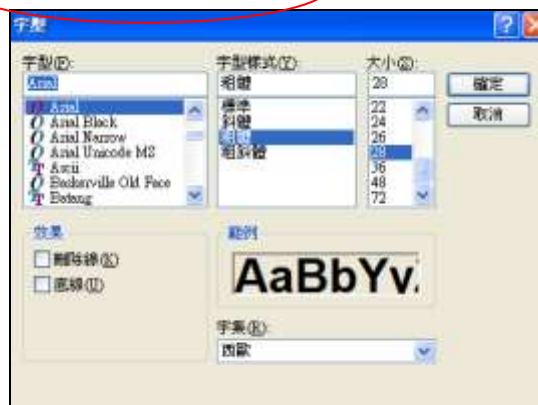 字型
字型(F):
Arial
Arial
Arial Black
Arial Narrow
Arial Unicode MS
Ascii
Baskerville Old Face
Batang
字型樣式(Y):
粗體
標準
斜體
粗體
粗斜體
大小(S):
28
22
24
26
28
36
48
72
確定
取消
效果
刪除線(K)
底線(U)
範例
AaBbYv
字集(R):
西歐